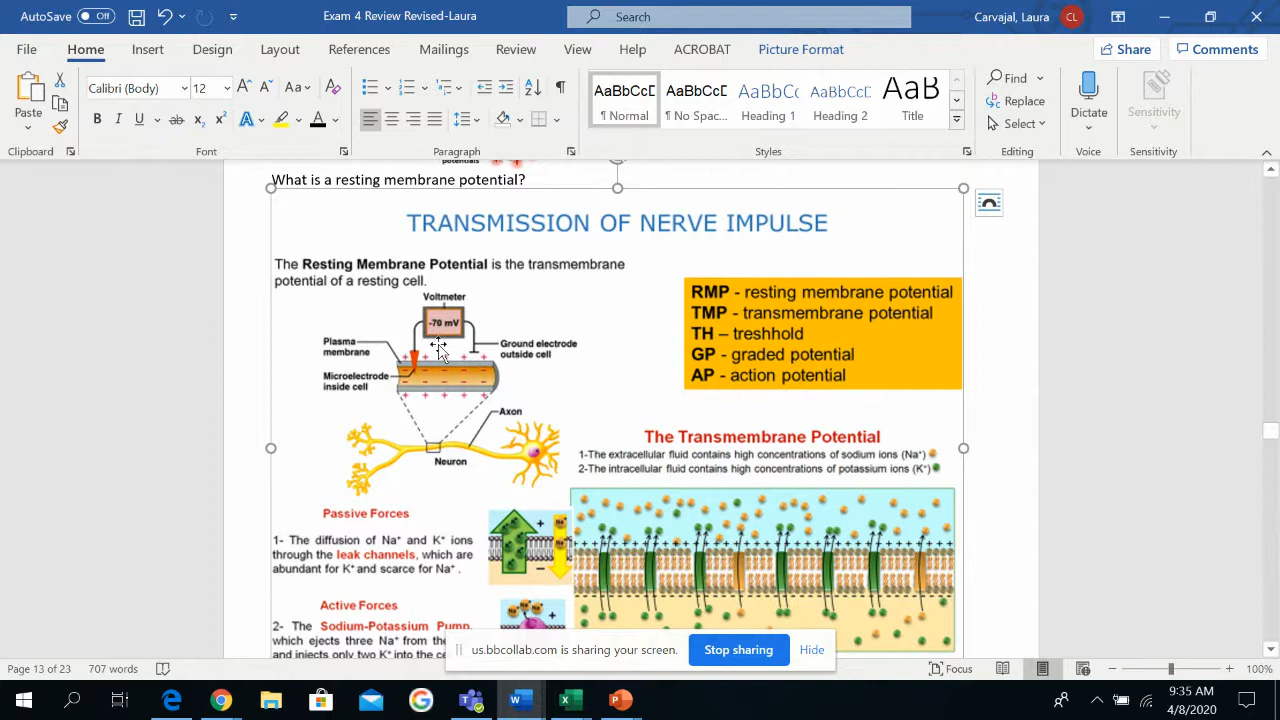 AutoSave Off Exam 4 Review Revised-Laura Search Carvajal, Laura CL
File Home Insert Design Layout References Mailings Review View Help ACROBAT Picture Format Share Comments
Paste
Calibri (Body) 12
AaBbCcDd AaBbCcDd AaBbCc AaBbCcD AaB
¶ Normal ¶ No Spac... Heading 1 Heading 2 Title
Find
Replace
Select
Dictate
Sensitivity
Clipboard Font Paragraph Styles Editing Voice Sensitivity
potentials
What is a resting membrane potential?
TRANSMISSION OF NERVE IMPULSE
The Resting Membrane Potential is the transmembrane
potential of a resting cell.
Voltmeter
-70 mV
Plasma
membrane
Ground electrode
outside cell
Microelectrode
inside cell
Axon
Neuron
RMP - resting membrane potential
TMP - transmembrane potential
TH – treshhold
GP - graded potential
AP - action potential
The Transmembrane Potential
1-The extracellular fluid contains high concentrations of sodium ions (Na⁺)
2-The intracellular fluid contains high concentrations of potassium ions (K⁺)
Passive Forces
1- The diffusion of Na⁺ and K⁺ ions
through the leak channels, which are
abundant for K⁺ and scarce for Na⁺ .
Active Forces
2- The Sodium-Potassium Pump,
which ejects three Na⁺ from the
and injects only two K⁺ into the
us.bbcollab.com is sharing your screen. Stop sharing Hide
Page 13 of 23 707 words Focus 100%
9:35 AM
4/8/2020